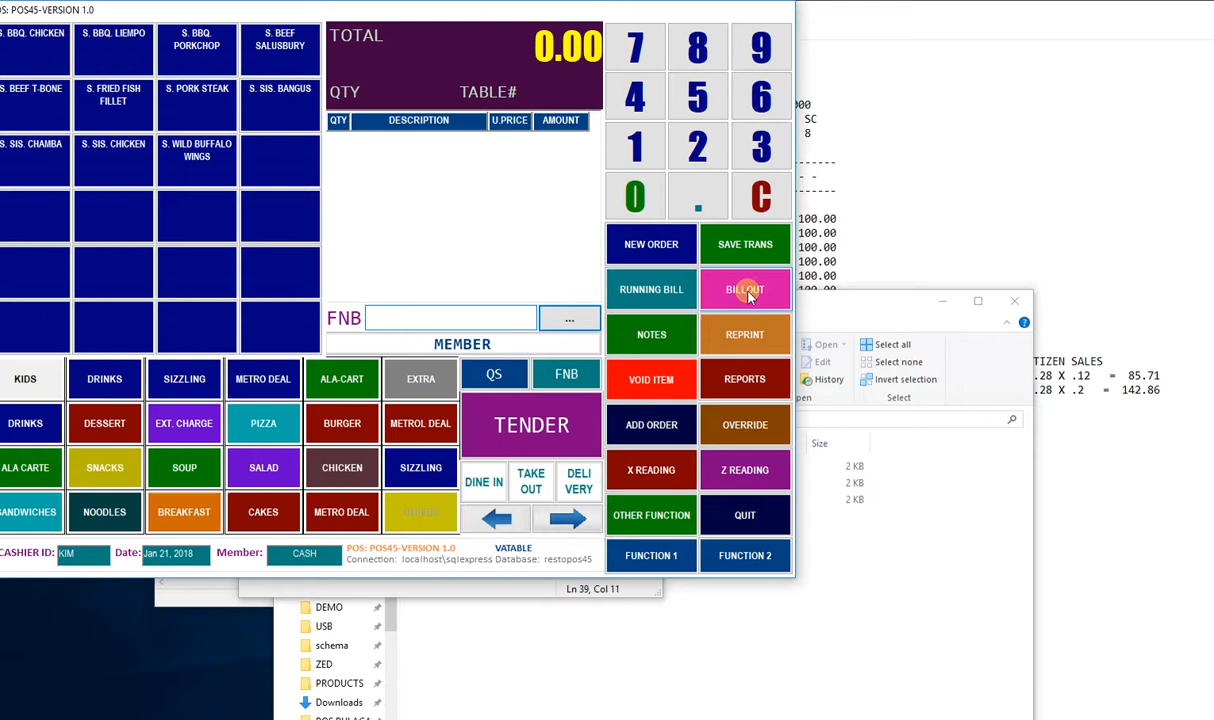 POS: POS45-VERSION 1.0
S. BBQ. CHICKEN
S. BBQ. LIEMPO
S. BBQ.
PORKCHOP
S. BEEF
SALUSBURY
S. BEEF T-BONE
S. FRIED FISH
FILLET
S. PORK STEAK
S. SIS. BANGUS
S. SIS. CHAMBA
S. SIS. CHICKEN
S. WILD BUFFALO
WINGS
TOTAL
0.00
QTY
TABLE#
QTY
DESCRIPTION
U.PRICE
AMOUNT
FNB
...
MEMBER
7
8
9
4
5
6
1
2
3
0
.
C
NEW ORDER
SAVE TRANS
RUNNING BILL
BILLOUT
NOTES
REPRINT
VOID ITEM
REPORTS
ADD ORDER
OVERRIDE
X READING
Z READING
OTHER FUNCTION
QUIT
FUNCTION 1
FUNCTION 2
KIDS
DRINKS
SIZZLING
METRO DEAL
ALA-CART
EXTRA
QS
FNB
DRINKS
DESSERT
EXT. CHARGE
PIZZA
BURGER
METROL DEAL
TENDER
ALA CARTE
SNACKS
SOUP
SALAD
CHICKEN
SIZZLING
DINE IN
TAKE
OUT
DELI
VERY
SANDWICHES
NOODLES
BREAKFAST
CAKES
METRO DEAL
CASHIER ID:
KIM
Date:
Jan 21, 2018
Member:
CASH
POS: POS45-VERSION 1.0
VATABLE
Connection: localhost\sqlexpress Database: restopos45
000
SC
8
-------
- -
-------
100.00
100.00
100.00
100.00
100.00
100.00
Open
Select all
Edit
Select none
History
Invert selection
pen
Select
TIZEN SALES
.28 X .12 = 85.71
.28 X .2 = 142.86
Size
2 KB
2 KB
2 KB
Ln 39, Col 11
DEMO
USB
schema
ZED
PRODUCTS
Downloads